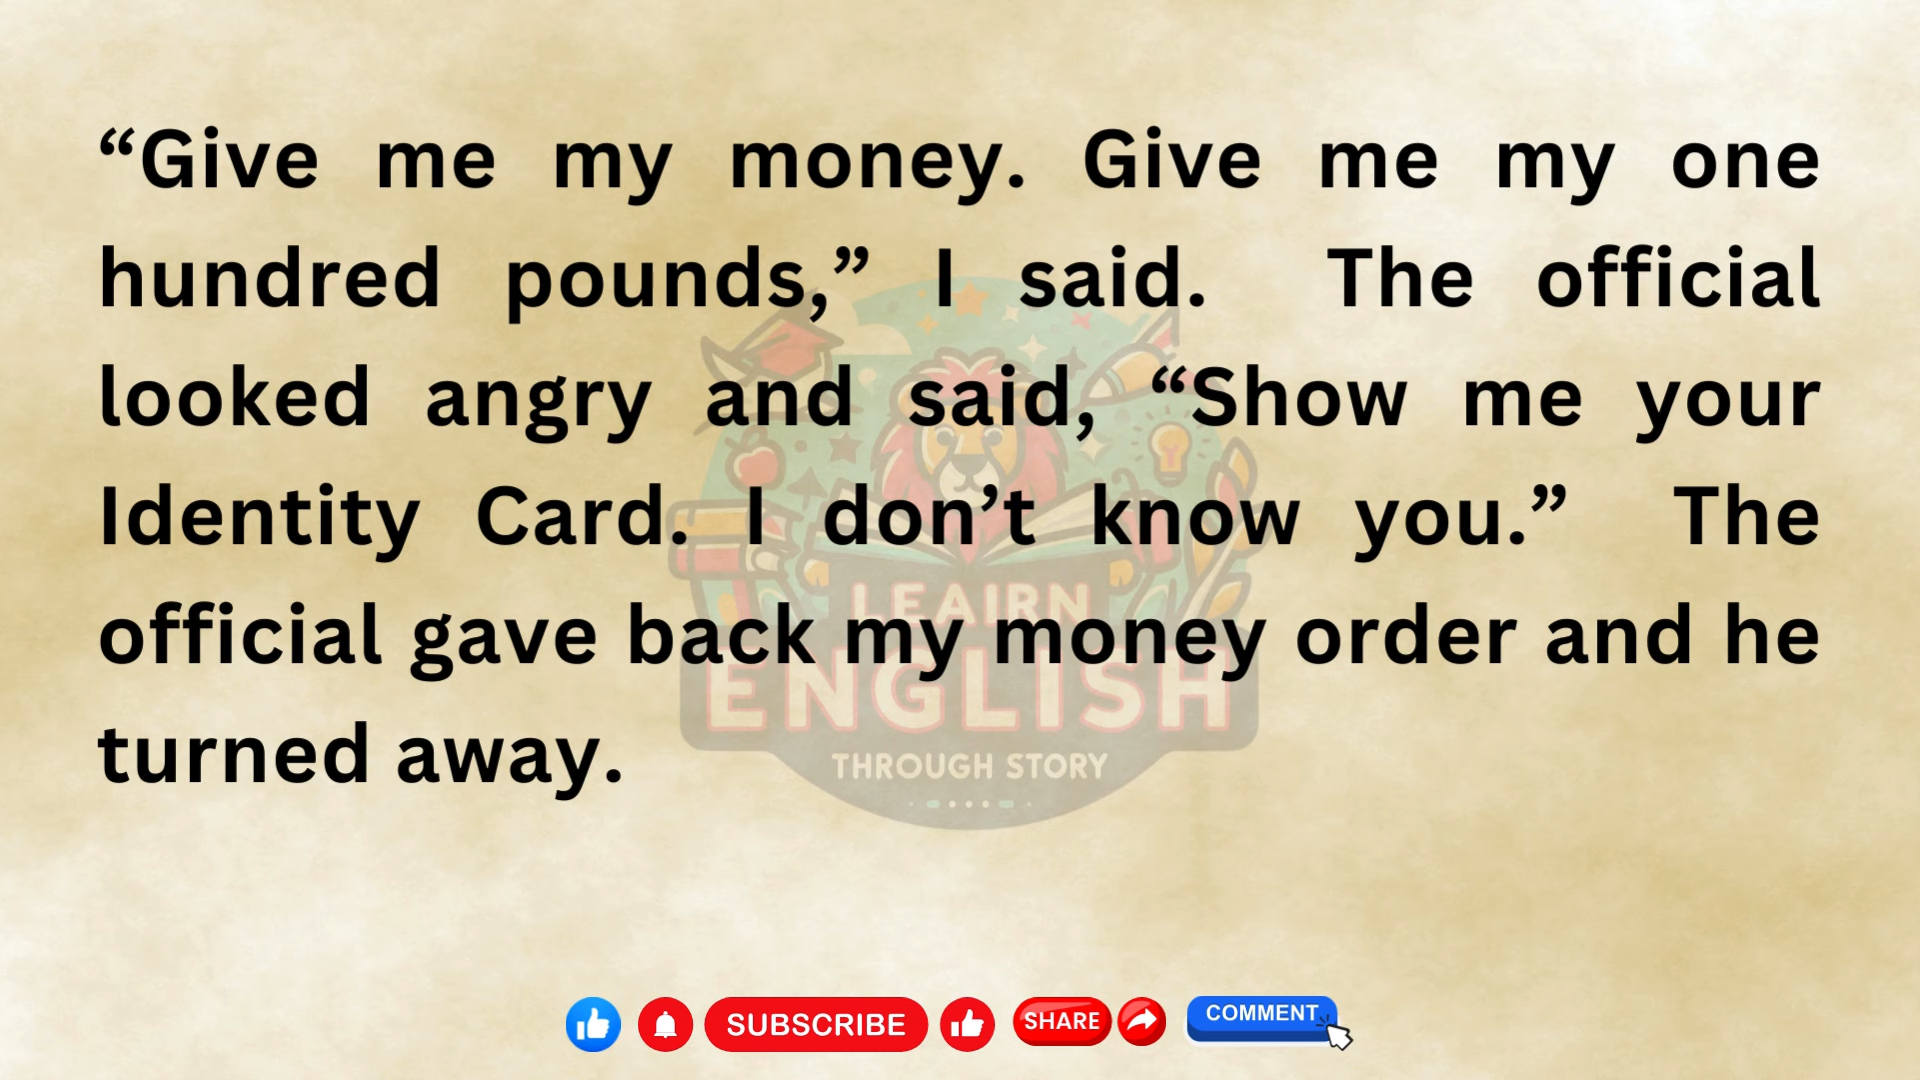 “Give me my money. Give me my one
hundred pounds,” I said. The official
looked angry and said, “Show me your
Identity Card. I don’t know you.” The
official gave back my money order and he
turned away.
LEAIRN
ENGLISH
THROUGH STORY
SUBSCRIBE
SHARE
COMMENT